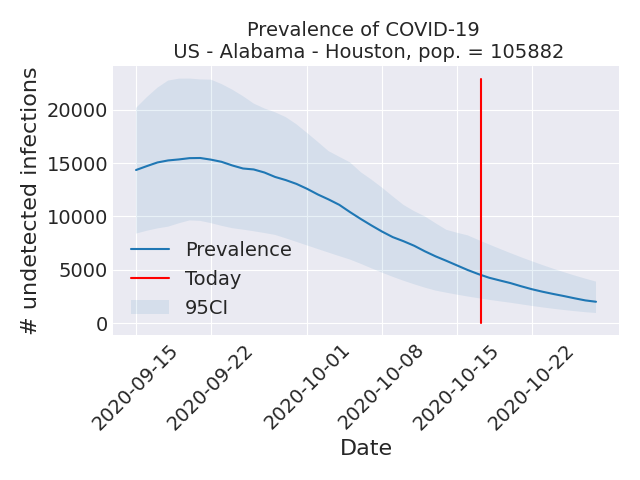 Prevalence of COVID-19
US - Alabama - Houston, pop. = 105882
# undetected infections
20000
15000
10000
5000
0
Prevalence
Today
95CI
2020-09-15
2020-09-22
2020-10-01
2020-10-08
2020-10-15
2020-10-22
Date